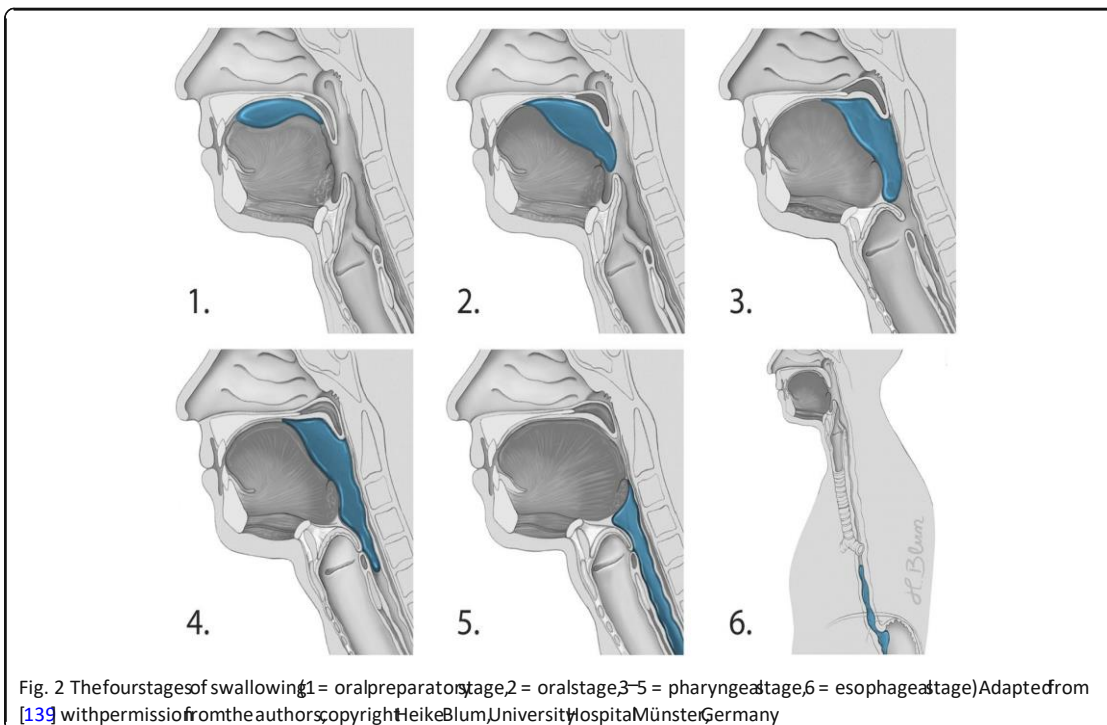 1.
2.
3.
4.
5.
6.
H Blum
Fig. 2 The four stages of swallowing (1 = oral preparatory stage, 2 = oral stage, 3–5 = pharyngeal stage, 6 = esophageal stage) Adapted from
[139] with permission from the authors, copyright Heike Blum, University Hospital Münster, Germany